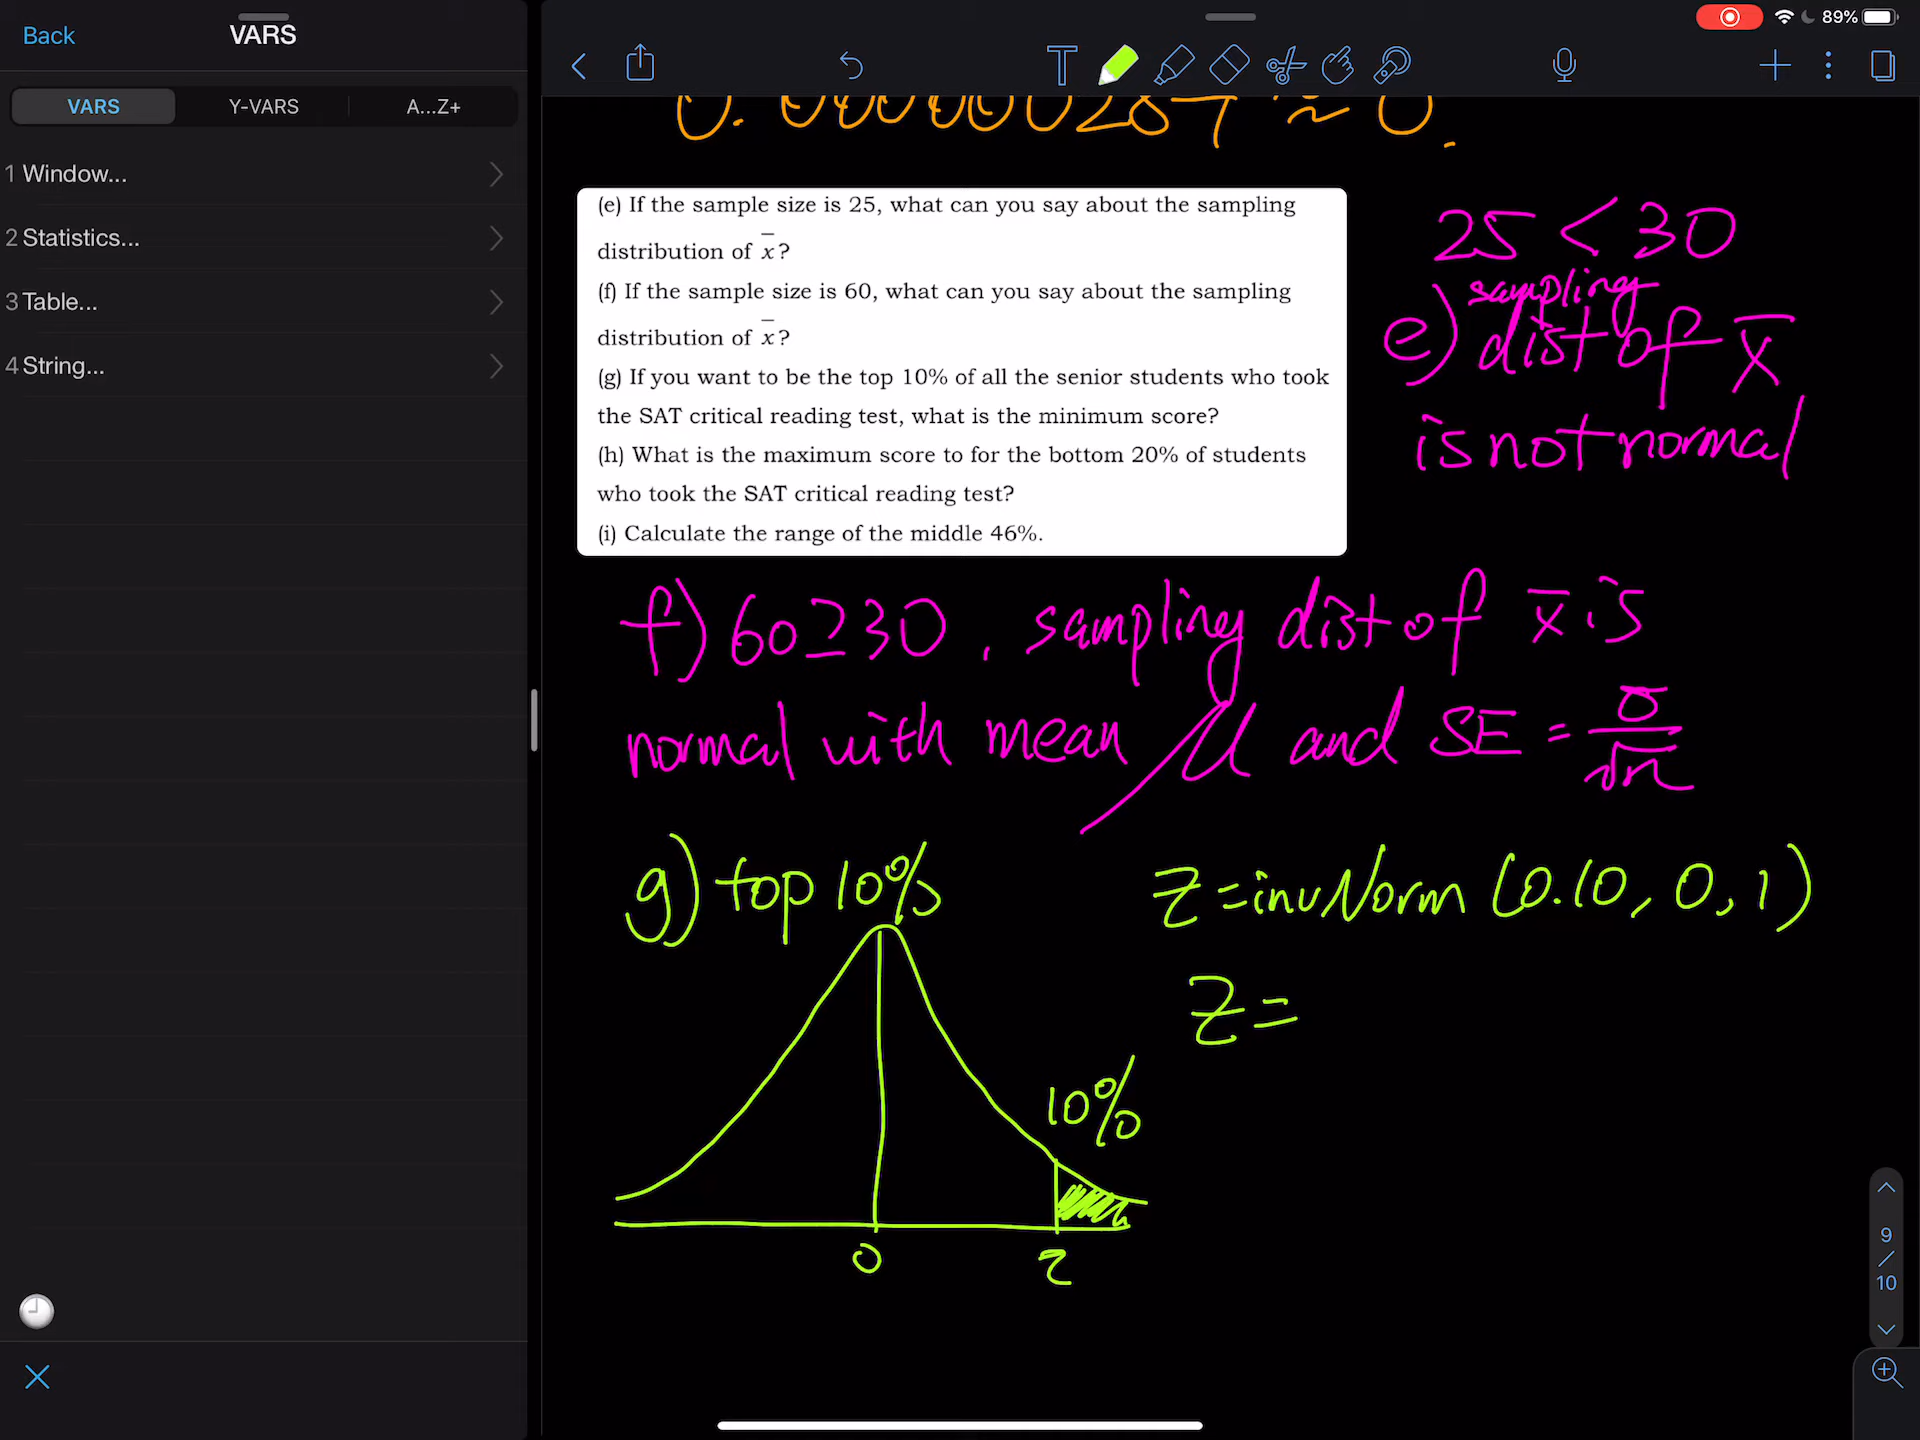 Back
VARS
VARS Y-VARS A...Z+
1 Window...
2 Statistics...
3 Table...
4 String...
89%
T
0.000000287 ≈ 0.
(e) If the sample size is 25, what can you say about the sampling
distribution of x̅?
(f) If the sample size is 60, what can you say about the sampling
distribution of x̅?
(g) If you want to be the top 10% of all the senior students who took
the SAT critical reading test, what is the minimum score?
(h) What is the maximum score to for the bottom 20% of students
who took the SAT critical reading test?
(i) Calculate the range of the middle 46%.
25 < 30
sampling
e) dist of x̅
is not normal
f) 60 ≥ 30, sampling dist of x̅ is
normal with mean μ and SE = σ/√n
g) top 10%
z = invNorm (0.10, 0, 1)
z =
10%
0 z
9
/
10